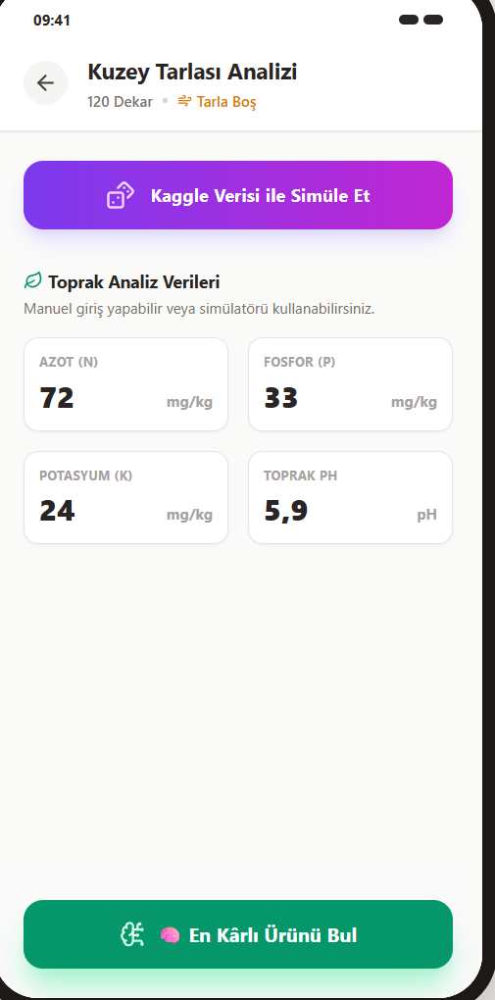 09:41
Kuzey Tarlası Analizi
120 Dekar • Tarla Boş
Kaggle Verisi ile Simüle Et
Toprak Analiz Verileri
Manuel giriş yapabilir veya simülatörü kullanabilirsiniz.
AZOT (N)
72 mg/kg
FOSFOR (P)
33 mg/kg
POTASYUM (K)
24 mg/kg
TOPRAK PH
5,9 pH
🧠 En Kârlı Ürünü Bul